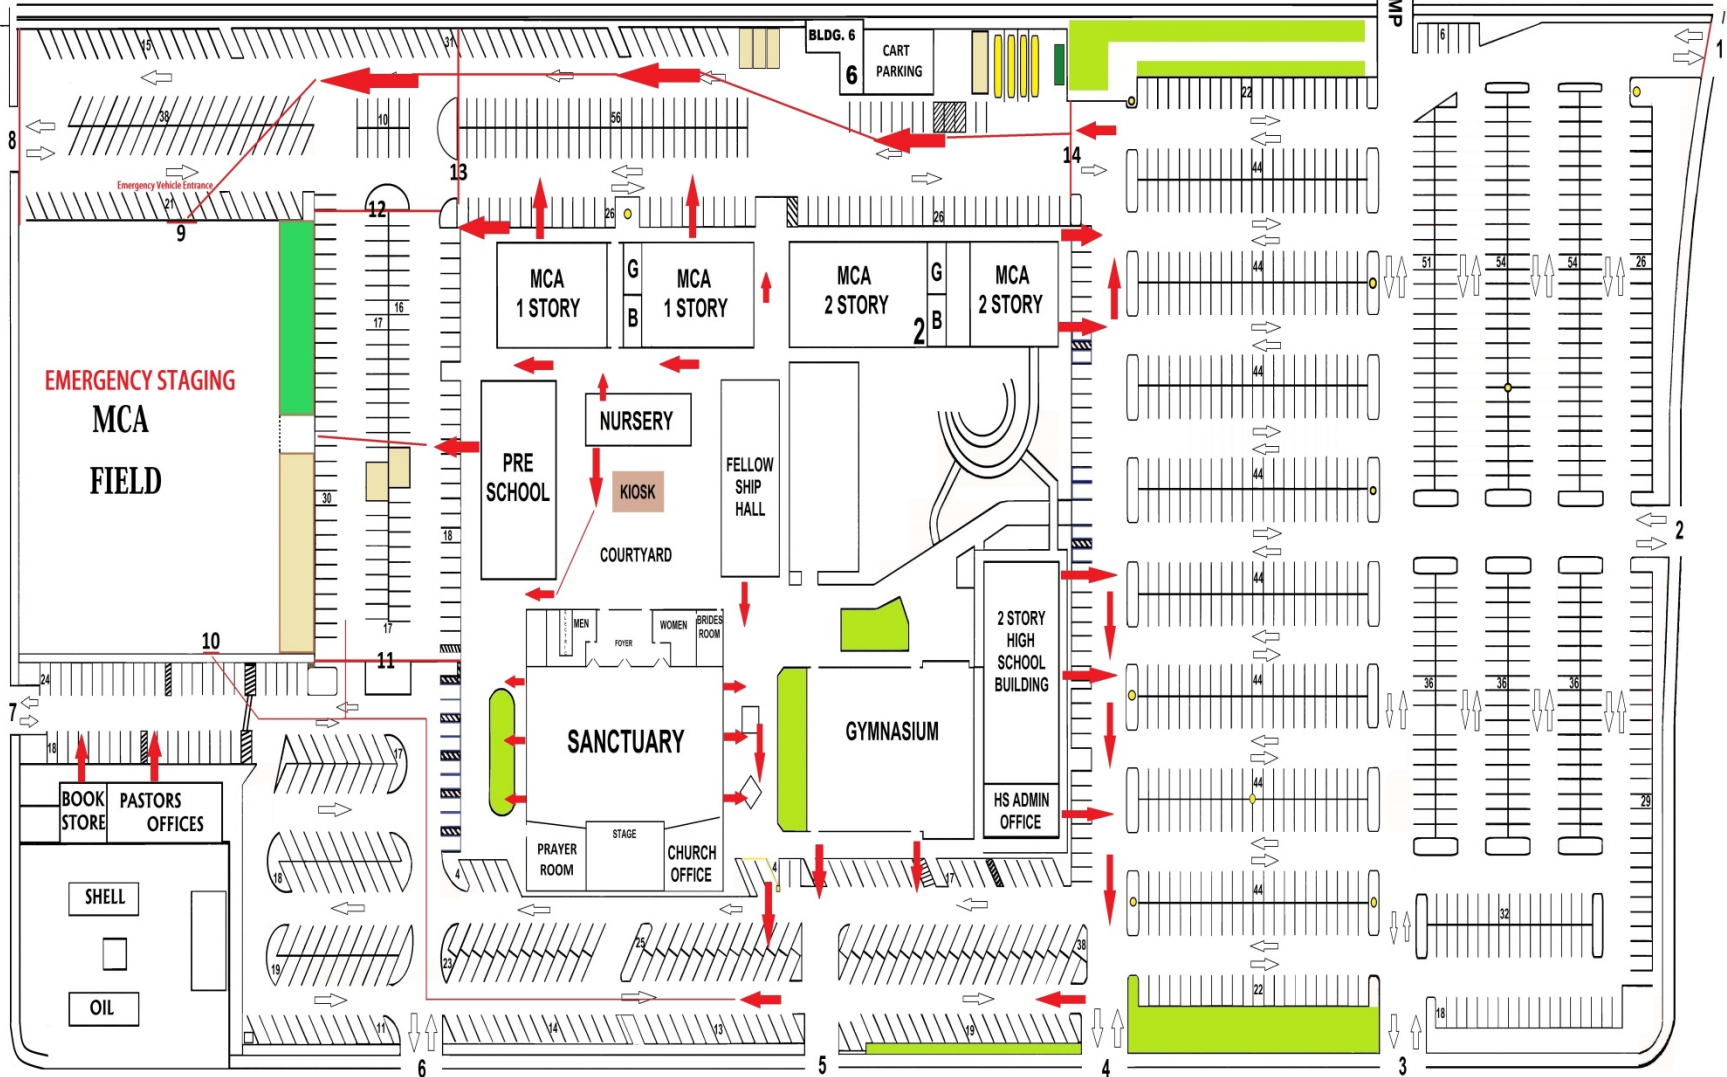 MP
BLDG. 6
6
CART
PARKING
6
1
15
31
22
38
10
56
8
13
14
44
Emergency Vehicle Entrance
21
9
12
26
26
MCA
1 STORY
G
B
MCA
1 STORY
MCA
2 STORY
2
G
B
MCA
2 STORY
44
51
54
54
26
16
17
EMERGENCY STAGING
MCA
FIELD
44
NURSERY
PRE
SCHOOL
KIOSK
FELLOW
SHIP
HALL
44
30
18
COURTYARD
2
44
ELECTRIC
MEN
FOYER
WOMEN
BRIDES
ROOM
2 STORY
HIGH
SCHOOL
BUILDING
17
10
11
24
44
36
36
36
7
SANCTUARY
GYMNASIUM
18
17
BOOK
STORE
PASTORS
OFFICES
HS ADMIN
OFFICE
44
29
STAGE
PRAYER
ROOM
CHURCH
OFFICE
18
4
4
17
44
SHELL
32
19
23
25
38
OIL
22
18
11
14
13
19
6
5
4
3